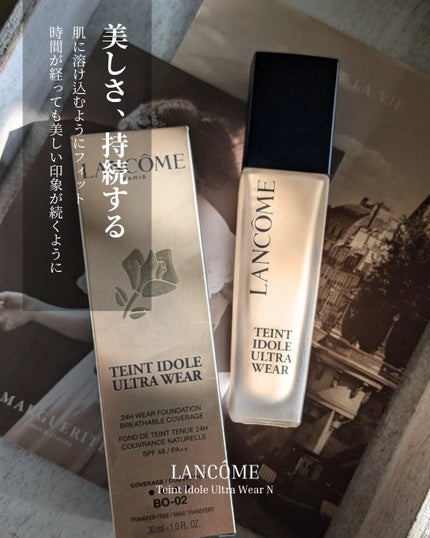 美しさ、持続する
肌に溶け込むようにフィット
時間が経っても美しい印象が続くように
LANCÔME
PARIS
TEINT IDOLE
ULTRA WEAR
24H WEAR FOUNDATION
BREATHABLE COVERAGE
FOND DE TEINT TENUE 24H
COUVRANCE NATURELLE
SPF 48 / PA++
BO-02
TRANSFER-FREE / SANS TRANSFERT
30 ml - 1.0 FL. OZ.
LANCÔME
TEINT
IDOLE
ULTRA
WEAR
LA VIE
MARGUERITE
LANCÔME
Teint Idole Ultra Wear N